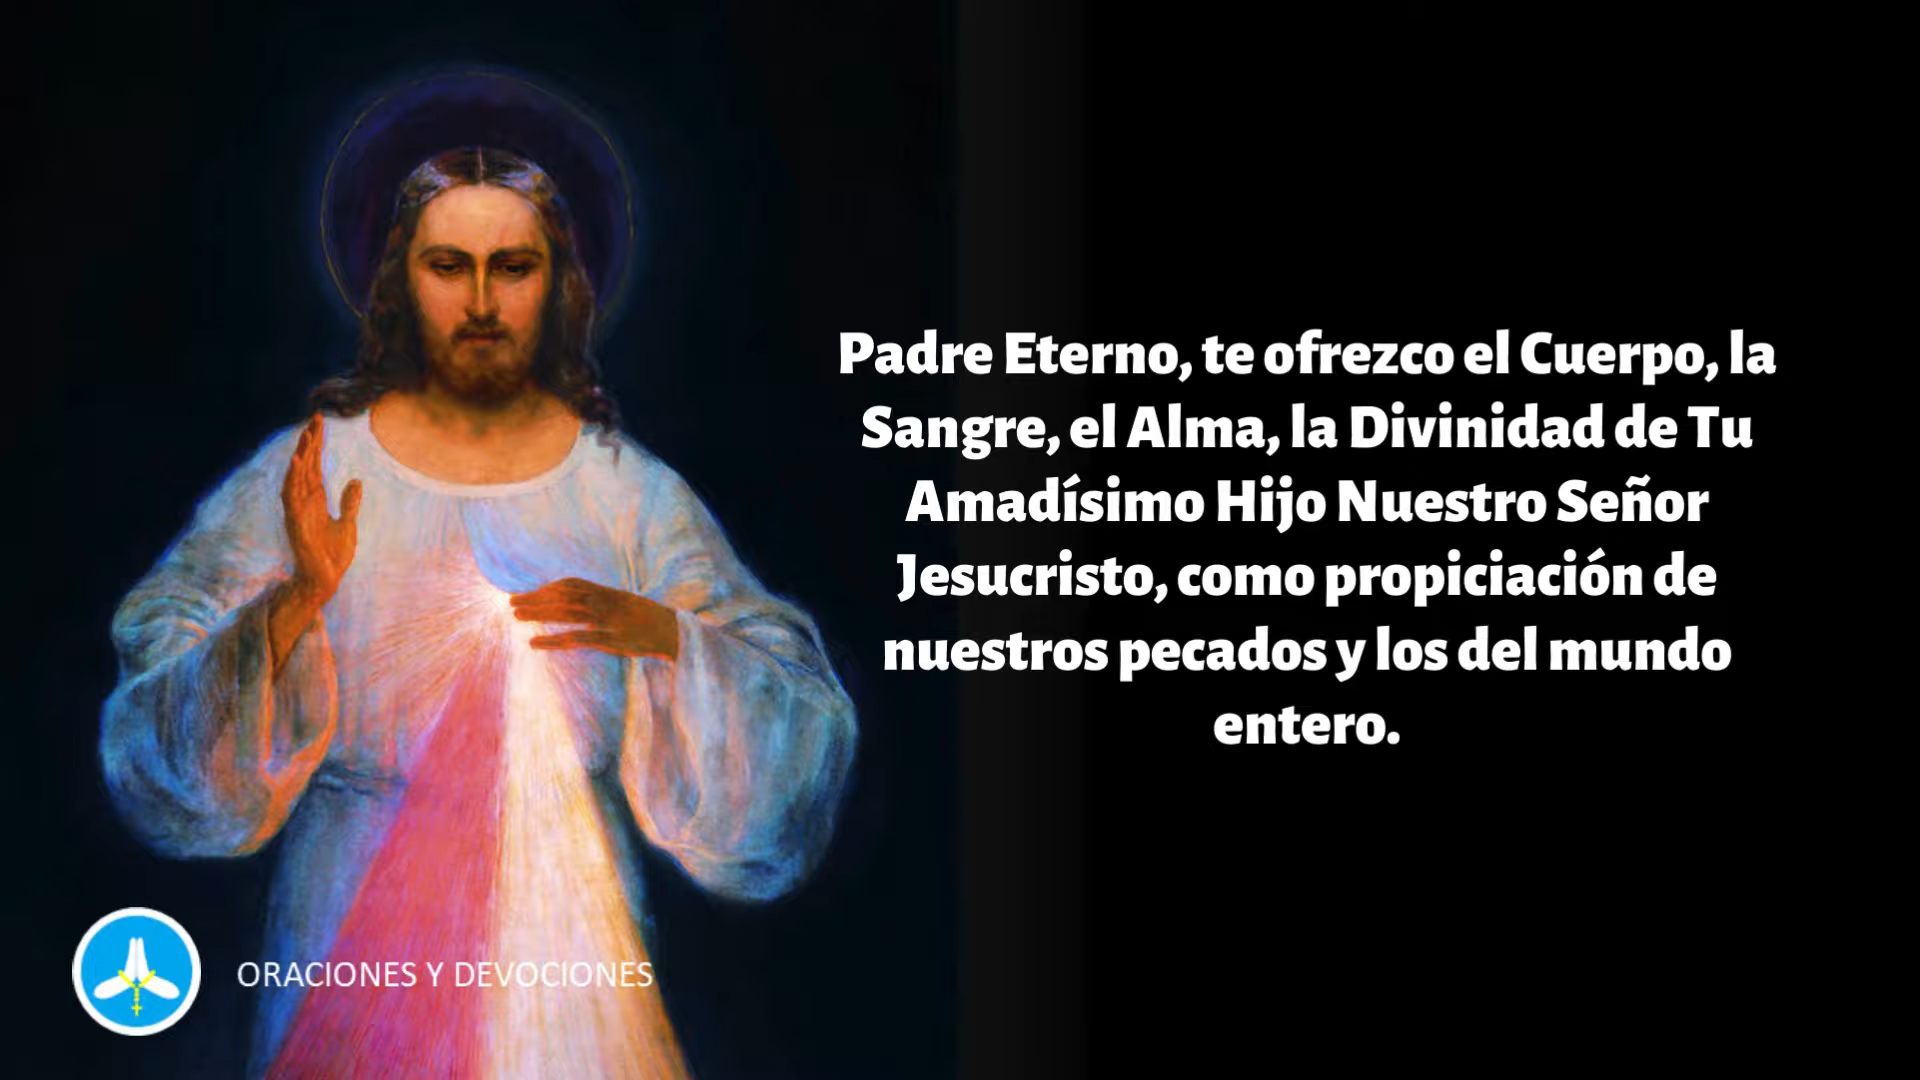 Padre Eterno, te ofrezco el Cuerpo, la
Sangre, el Alma, la Divinidad de Tu
Amadísimo Hijo Nuestro Señor
Jesucristo, como propiciación de
nuestros pecados y los del mundo
entero.
ORACIONES Y DEVOCIONES